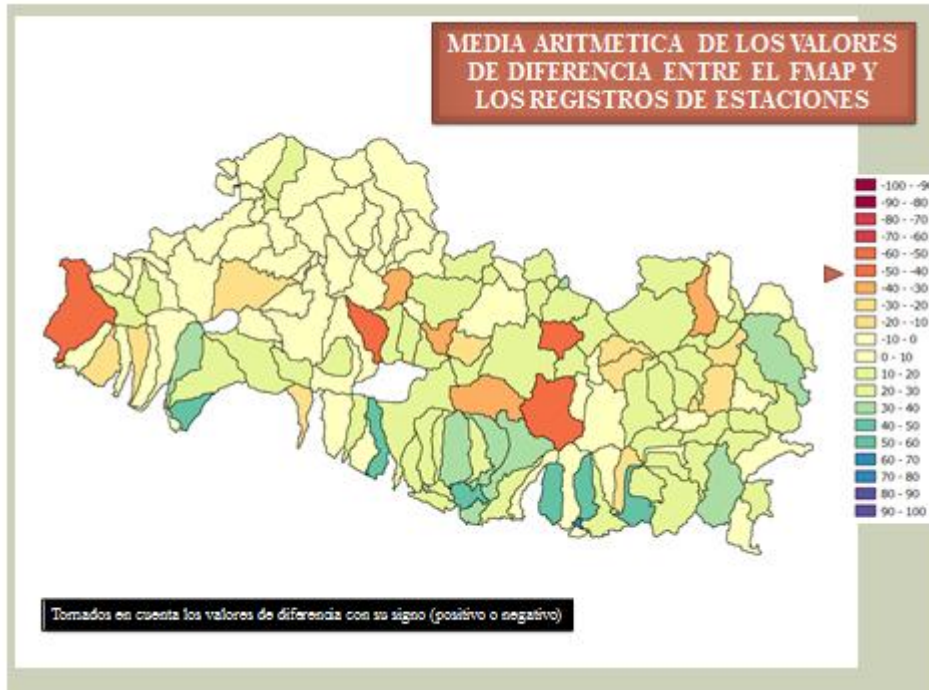 MEDIA ARITMETICA DE LOS VALORES
DE DIFERENCIA ENTRE EL FMAP Y
LOS REGISTROS DE ESTACIONES
-100 - -90
-90 - -80
-80 - -70
-70 - -60
-60 - -50
-50 - -40
-40 - -30
-30 - -20
-20 - -10
-10 - 0
0 - 10
10 - 20
20 - 30
30 - 40
40 - 50
50 - 60
60 - 70
70 - 80
80 - 90
90 - 100
Tomados en cuenta los valores de diferencia con su signo (positivo o negativo)